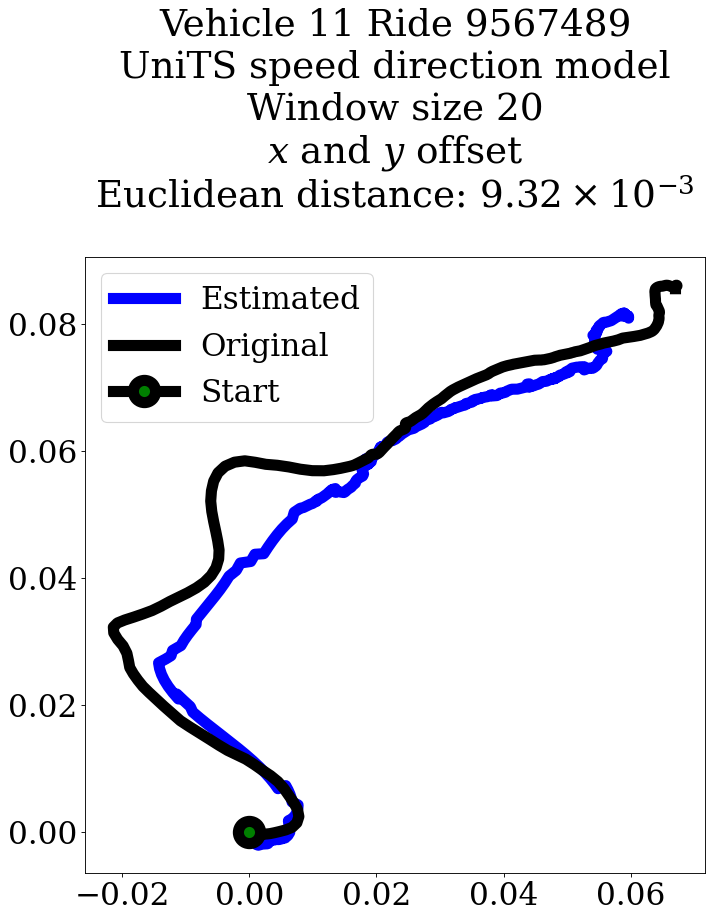 Vehicle 11 Ride 9567489
UniTS speed direction model
Window size 20
x and y offset
Euclidean distance: 9.32 × 10⁻³
Estimated
Original
Start
0.08
0.06
0.04
0.02
0.00
−0.02 0.00 0.02 0.04 0.06